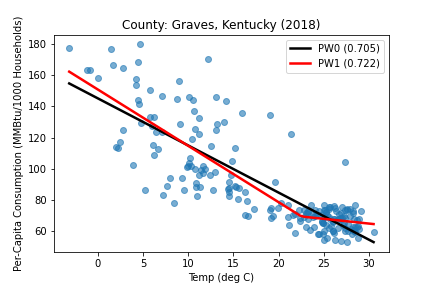 County: Graves, Kentucky (2018)
PW0 (0.705)
PW1 (0.722)
Per-Capita Consumption (MMBtu/1000 Households)
180
160
140
120
100
80
60
0 5 10 15 20 25 30
Temp (deg C)